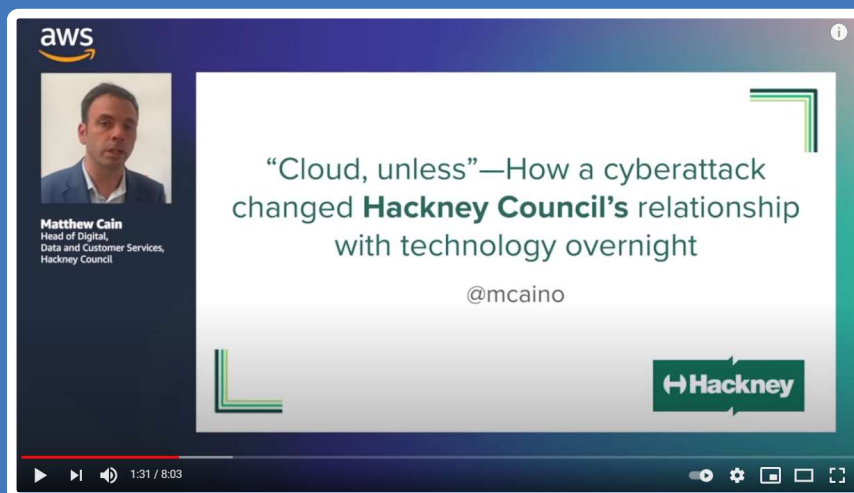 aws
Matthew Cain
Head of Digital,
Data and Customer Services,
Hackney Council
“Cloud, unless”—How a cyberattack
changed Hackney Council’s relationship
with technology overnight
@mcaino
Hackney
1:31 / 8:03